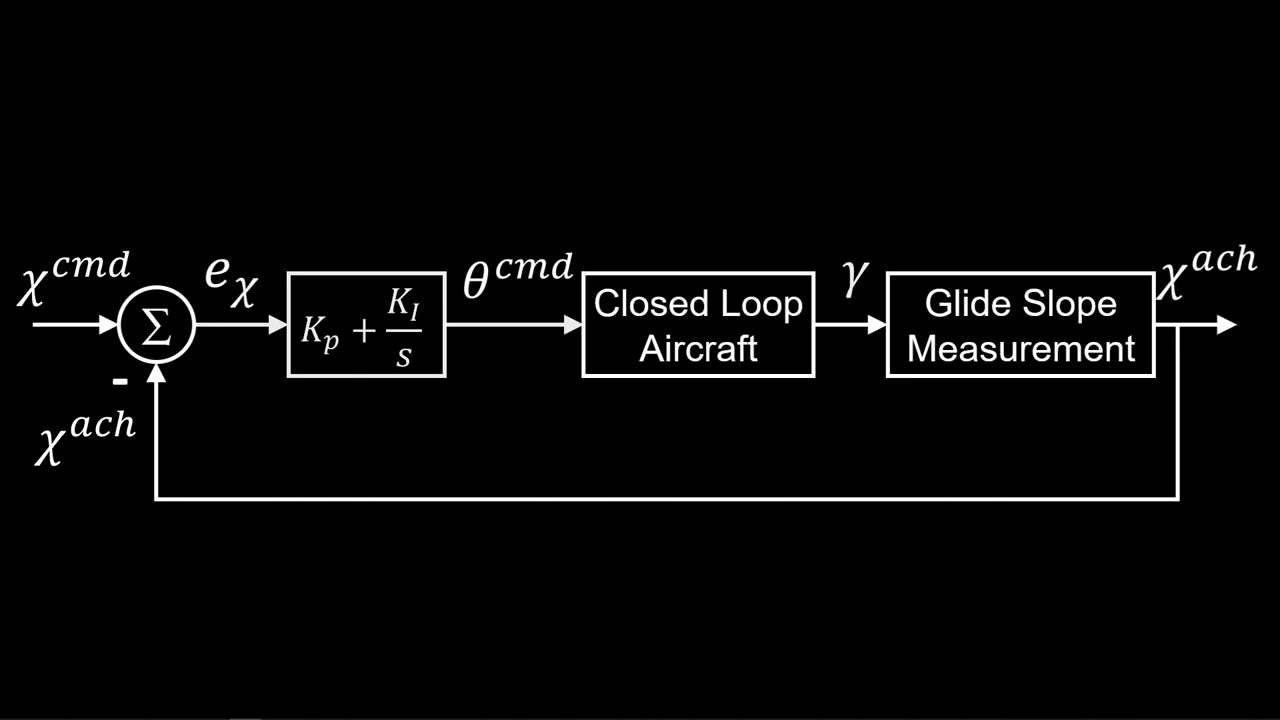 χ^cmd
Σ
-
χ^ach
e_χ
K_p + K_I/s
θ^cmd
Closed Loop
Aircraft
γ
Glide Slope
Measurement
χ^ach